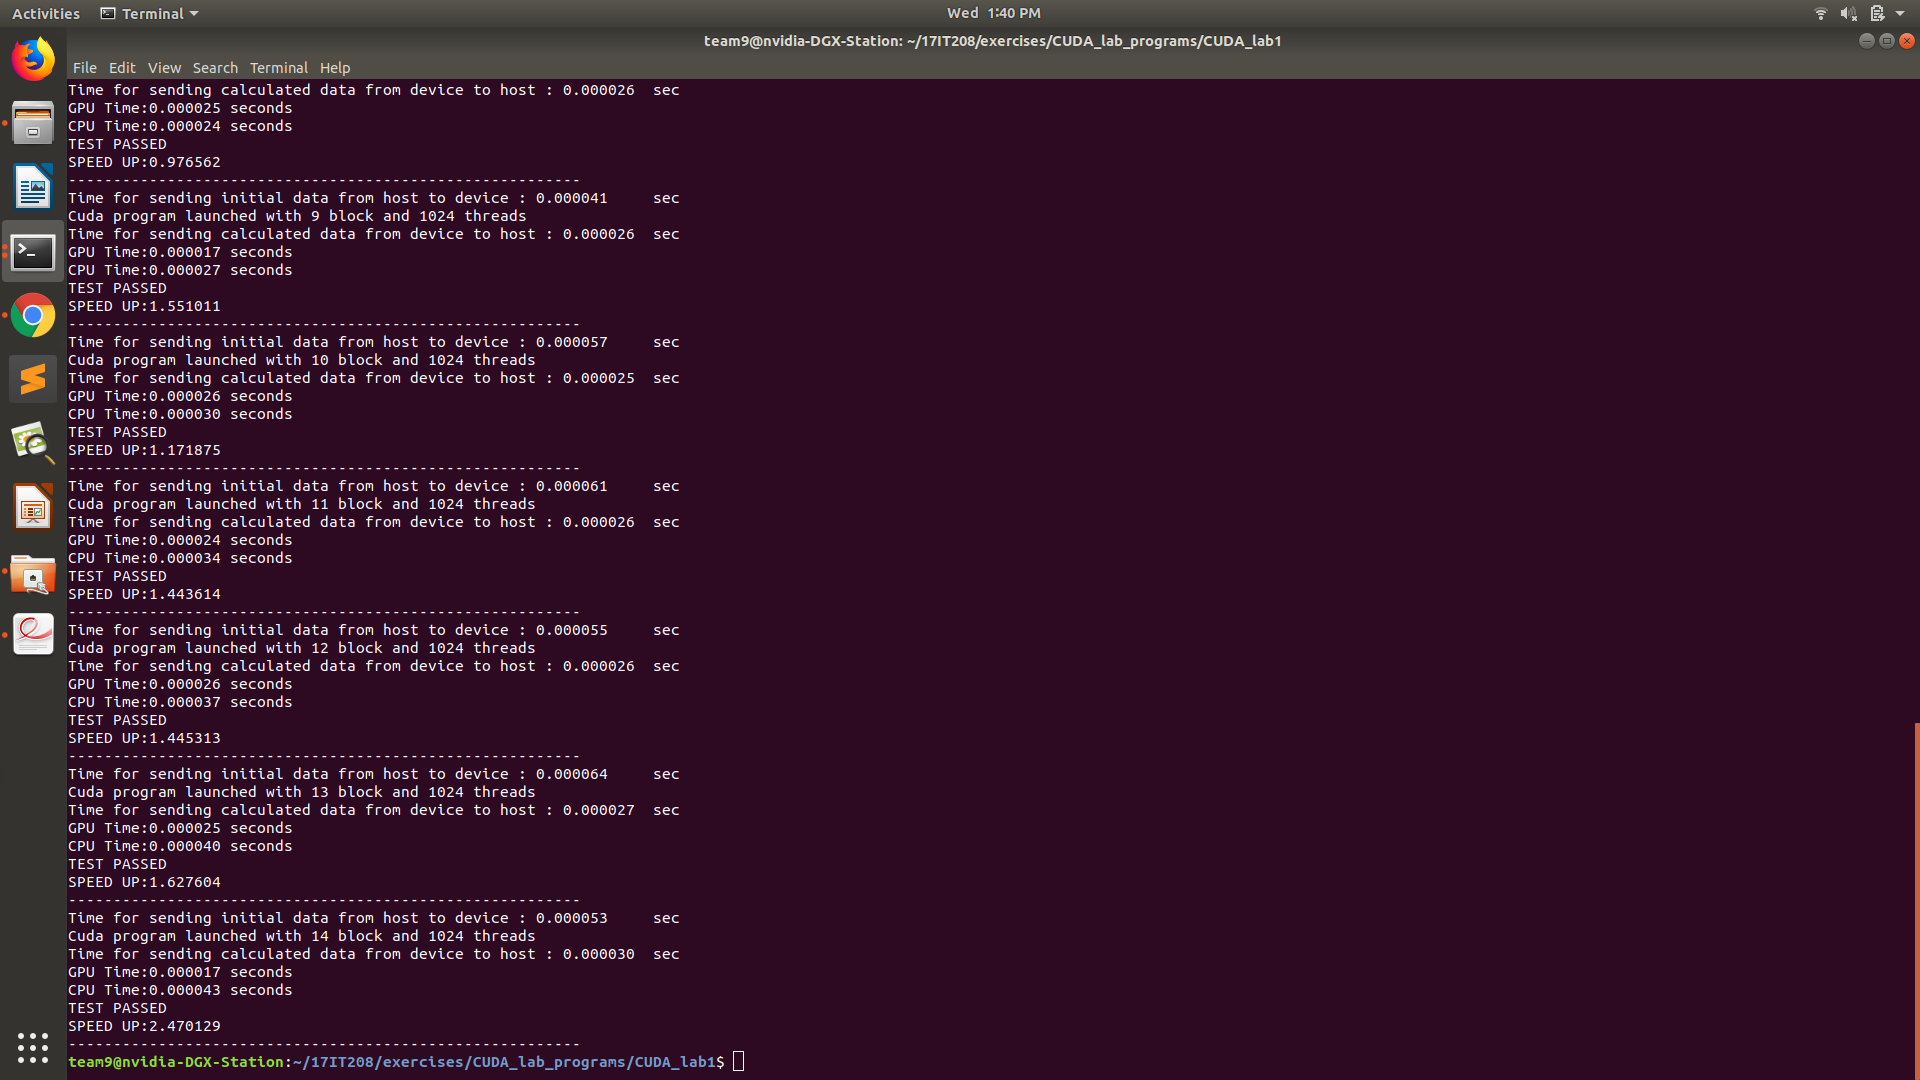 Activities Terminal Wed 1:40 PM
team9@nvidia-DGX-Station: ~/17IT208/exercises/CUDA_lab_programs/CUDA_lab1
File Edit View Search Terminal Help
Time for sending calculated data from device to host : 0.000026 sec
GPU Time:0.000025 seconds
CPU Time:0.000024 seconds
TEST PASSED
SPEED UP:0.976562
---------------------------------------------------------
Time for sending initial data from host to device : 0.000041 sec
Cuda program launched with 9 block and 1024 threads
Time for sending calculated data from device to host : 0.000026 sec
GPU Time:0.000017 seconds
CPU Time:0.000027 seconds
TEST PASSED
SPEED UP:1.551011
---------------------------------------------------------
Time for sending initial data from host to device : 0.000057 sec
Cuda program launched with 10 block and 1024 threads
Time for sending calculated data from device to host : 0.000025 sec
GPU Time:0.000026 seconds
CPU Time:0.000030 seconds
TEST PASSED
SPEED UP:1.171875
---------------------------------------------------------
Time for sending initial data from host to device : 0.000061 sec
Cuda program launched with 11 block and 1024 threads
Time for sending calculated data from device to host : 0.000026 sec
GPU Time:0.000024 seconds
CPU Time:0.000034 seconds
TEST PASSED
SPEED UP:1.443614
---------------------------------------------------------
Time for sending initial data from host to device : 0.000055 sec
Cuda program launched with 12 block and 1024 threads
Time for sending calculated data from device to host : 0.000026 sec
GPU Time:0.000026 seconds
CPU Time:0.000037 seconds
TEST PASSED
SPEED UP:1.445313
---------------------------------------------------------
Time for sending initial data from host to device : 0.000064 sec
Cuda program launched with 13 block and 1024 threads
Time for sending calculated data from device to host : 0.000027 sec
GPU Time:0.000025 seconds
CPU Time:0.000040 seconds
TEST PASSED
SPEED UP:1.627604
---------------------------------------------------------
Time for sending initial data from host to device : 0.000053 sec
Cuda program launched with 14 block and 1024 threads
Time for sending calculated data from device to host : 0.000030 sec
GPU Time:0.000017 seconds
CPU Time:0.000043 seconds
TEST PASSED
SPEED UP:2.470129
---------------------------------------------------------
team9@nvidia-DGX-Station:~/17IT208/exercises/CUDA_lab_programs/CUDA_lab1$